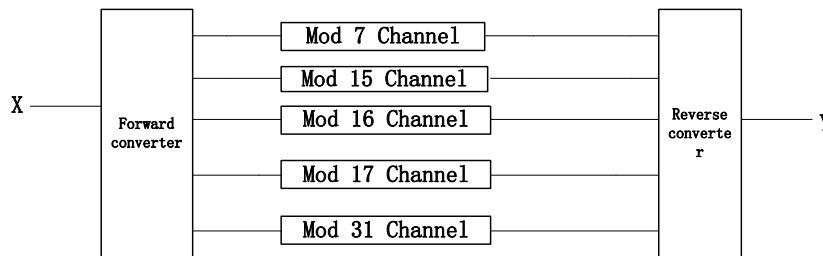 Mod 7 Channel
Mod 15 Channel
X
Forward
converter
Mod 16 Channel
Reverse
converte
r
Y
Mod 17 Channel
Mod 31 Channel